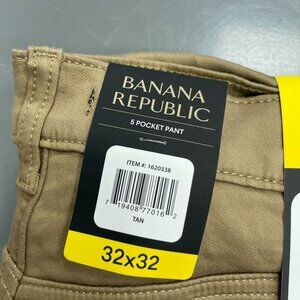 BANANA
REPUBLIC
5 POCKET PANT
ITEM #: 1620338
7 19408 77016 2
TAN
32x32